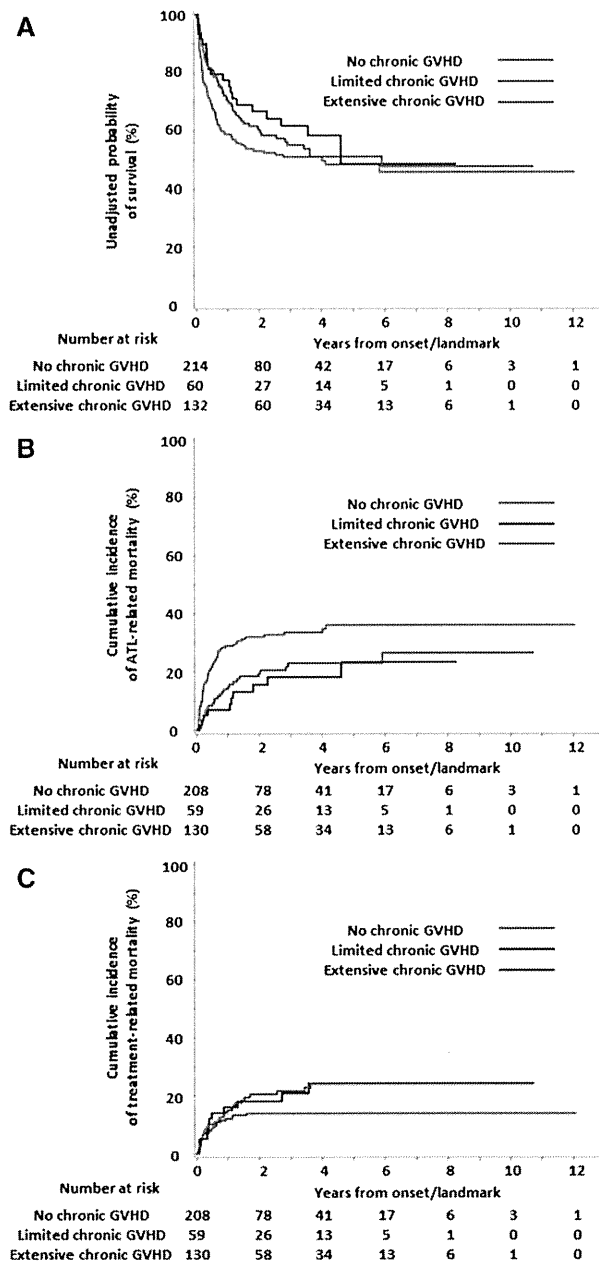 A
Unadjusted probability
of survival (%)
100
80
60
40
20
0
No chronic GVHD
Limited chronic GVHD
Extensive chronic GVHD
0 2 4 6 8 10 12
Number at risk
Years from onset/landmark
No chronic GVHD 214 80 42 17 6 3 1
Limited chronic GVHD 60 27 14 5 1 0 0
Extensive chronic GVHD 132 60 34 13 6 1 0
B
Cumulative incidence
of ATL-related mortality (%)
100
80
60
40
20
0
No chronic GVHD
Limited chronic GVHD
Extensive chronic GVHD
0 2 4 6 8 10 12
Number at risk
Years from onset/landmark
No chronic GVHD 208 78 41 17 6 3 1
Limited chronic GVHD 59 26 13 5 1 0 0
Extensive chronic GVHD 130 58 34 13 6 1 0
C
Cumulative incidence
of treatment-related mortality (%)
100
80
60
40
20
0
No chronic GVHD
Limited chronic GVHD
Extensive chronic GVHD
0 2 4 6 8 10 12
Number at risk
Years from onset/landmark
No chronic GVHD 208 78 41 17 6 3 1
Limited chronic GVHD 59 26 13 5 1 0 0
Extensive chronic GVHD 130 58 34 13 6 1 0